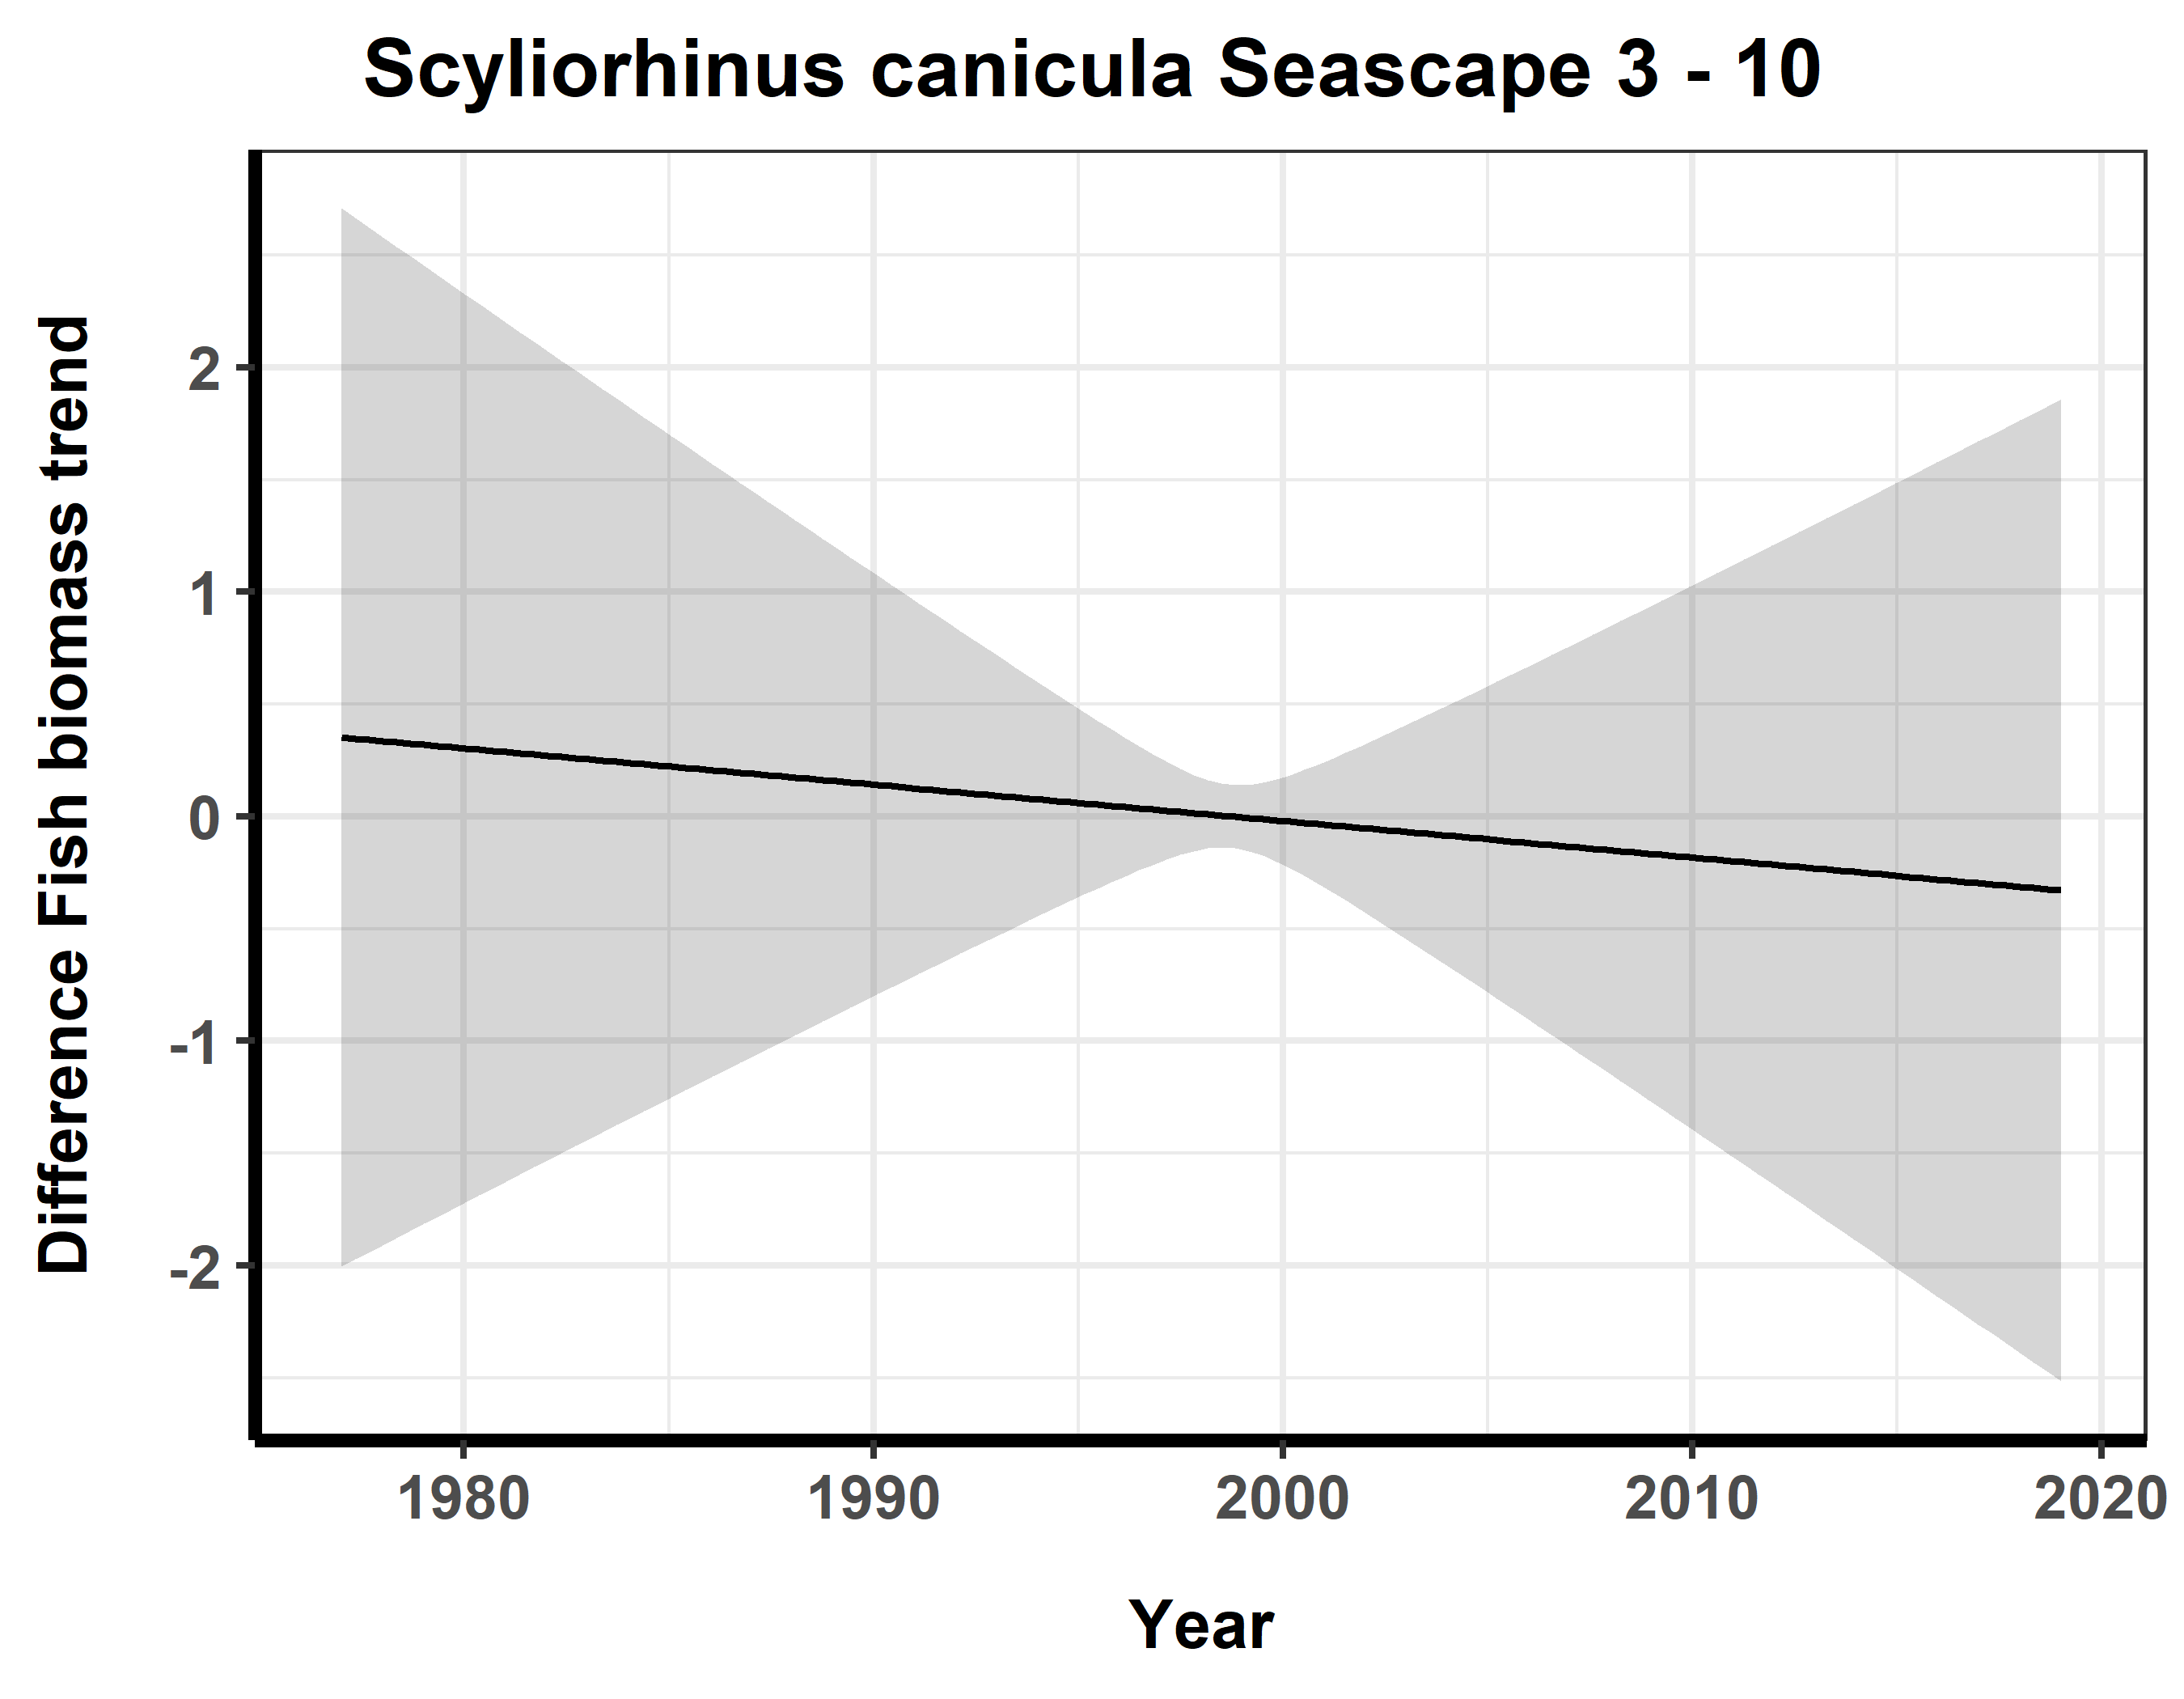 Scyliorhinus canicula Seascape 3 - 10
Difference Fish biomass trend
2
1
0
-1
-2
1980 1990 2000 2010 2020
Year